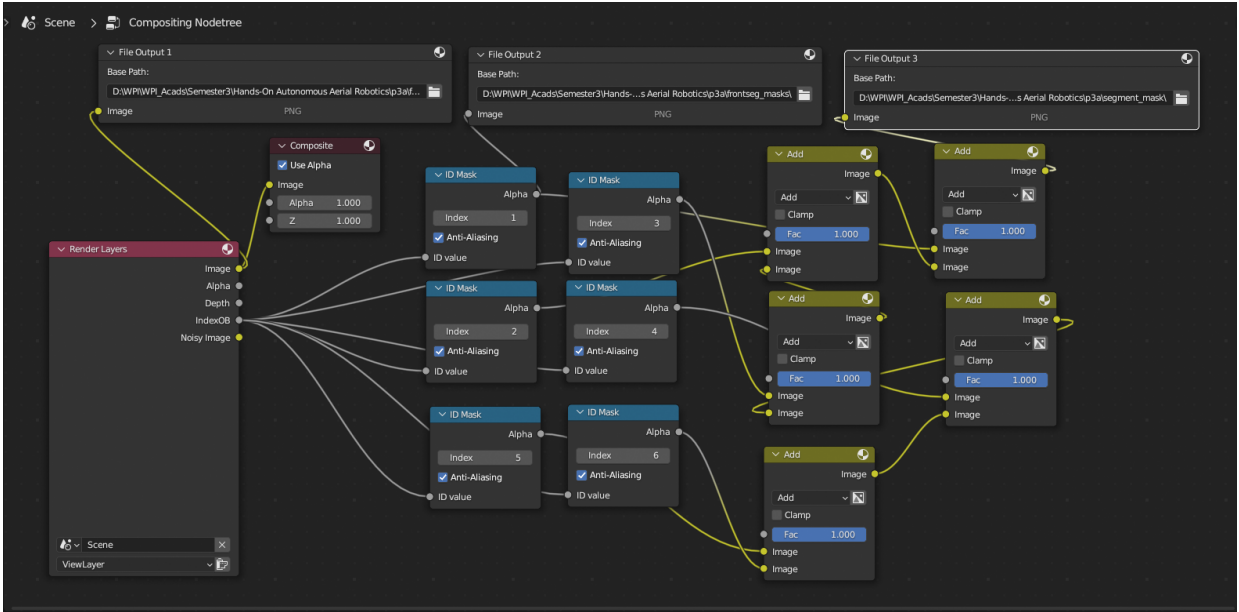 Scene > Compositing Nodetree
File Output 1
Base Path:
D:\WPI\WPI_Acads\Semester3\Hands-On Autonomous Aerial Robotics\p3a\f...
Image PNG
File Output 2
Base Path:
D:\WPI\WPI_Acads\Semester3\Hands-...s Aerial Robotics\p3a\frontseg_masks\
Image PNG
File Output 3
Base Path:
D:\WPI\WPI_Acads\Semester3\Hands-...s Aerial Robotics\p3a\segment_mask\
Image PNG
Composite
Use Alpha
Image
Alpha 1.000
Z 1.000
Render Layers
Image
Alpha
Depth
IndexOB
Noisy Image
Scene
ViewLayer
ID Mask
Alpha
Index 1
Anti-Aliasing
ID value
ID Mask
Alpha
Index 3
Anti-Aliasing
ID value
ID Mask
Alpha
Index 2
Anti-Aliasing
ID value
ID Mask
Alpha
Index 4
Anti-Aliasing
ID value
ID Mask
Alpha
Index 5
Anti-Aliasing
ID value
ID Mask
Alpha
Index 6
Anti-Aliasing
ID value
Add
Image
Add
Clamp
Fac 1.000
Image
Image
Add
Image
Add
Clamp
Fac 1.000
Image
Image
Add
Image
Add
Clamp
Fac 1.000
Image
Image
Add
Image
Add
Clamp
Fac 1.000
Image
Image
Add
Image
Add
Clamp
Fac 1.000
Image
Image